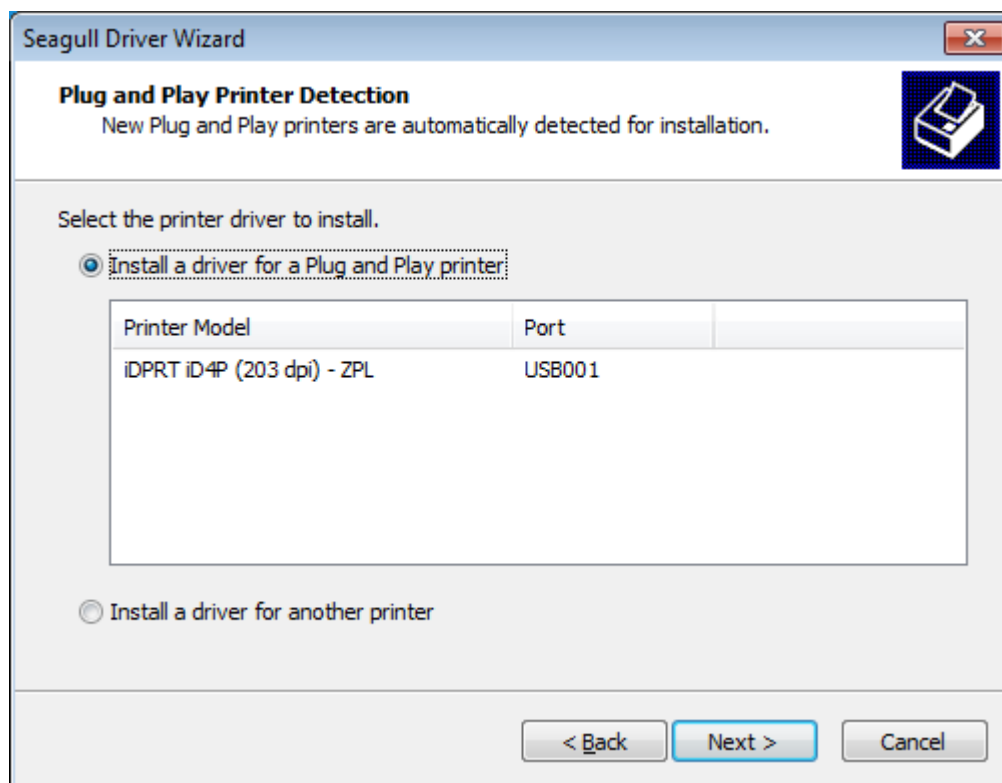 Seagull Driver Wizard
Plug and Play Printer Detection
New Plug and Play printers are automatically detected for installation.
Select the printer driver to install.
Install a driver for a Plug and Play printer
Printer Model Port
iDPRT iD4P (203 dpi) - ZPL USB001
Install a driver for another printer
< Back Next > Cancel